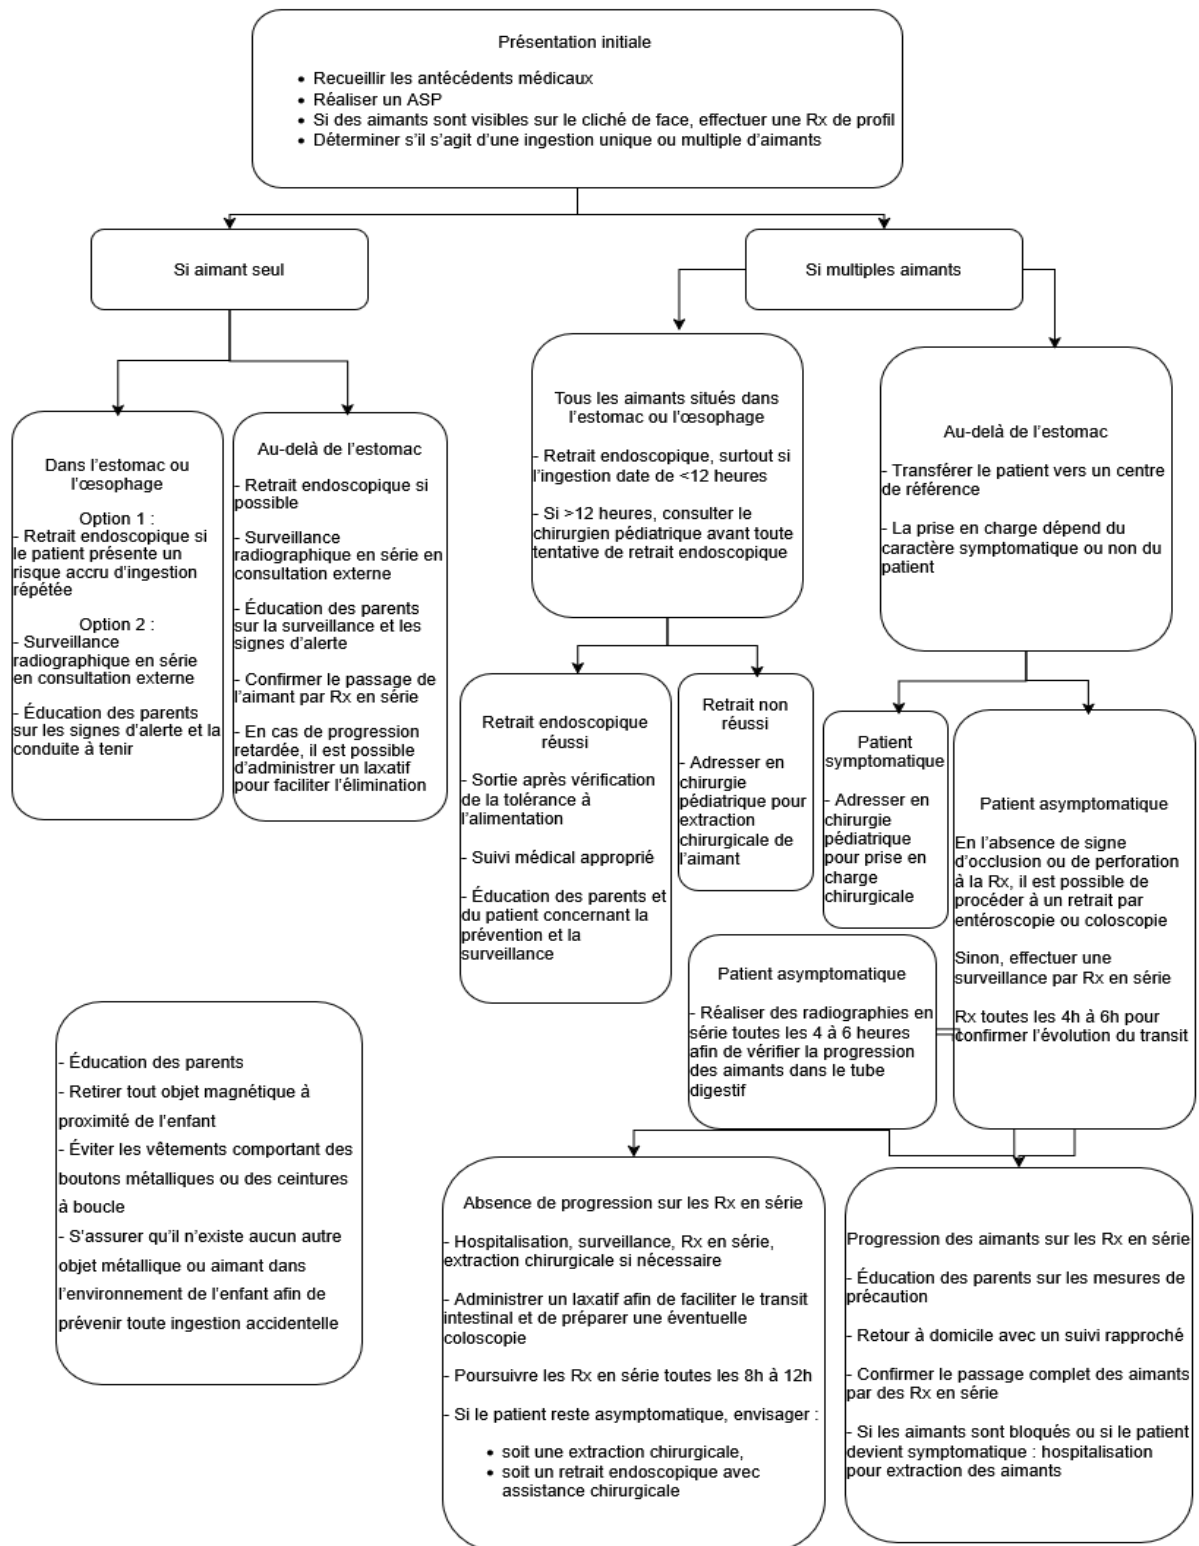 Présentation initiale
• Recueillir les antécédents médicaux
• Réaliser un ASP
• Si des aimants sont visibles sur le cliché de face, effectuer une Rx de profil
• Déterminer s'il s'agit d'une ingestion unique ou multiple d'aimants
Si aimant seul
Si multiples aimants
Dans l'estomac ou
l'œsophage
Option 1 :
- Retrait endoscopique si
le patient présente un
risque accru d'ingestion
répétée
Option 2 :
- Surveillance
radiographique en série
en consultation externe
- Éducation des parents
sur les signes d'alerte et la
conduite à tenir
Au-delà de l'estomac
- Retrait endoscopique si
possible
- Surveillance
radiographique en série en
consultation externe
- Éducation des parents
sur la surveillance et les
signes d'alerte
- Confirmer le passage de
l'aimant par Rx en série
- En cas de progression
retardée, il est possible
d'administrer un laxatif
pour faciliter l'élimination
Tous les aimants situés dans
l'estomac ou l'œsophage
- Retrait endoscopique, surtout si
l'ingestion date de <12 heures
- Si >12 heures, consulter le
chirurgien pédiatrique avant toute
tentative de retrait endoscopique
Au-delà de l'estomac
- Transférer le patient vers un centre
de référence
- La prise en charge dépend du
caractère symptomatique ou non du
patient
Retrait endoscopique
réussi
- Sortie après vérification
de la tolérance à
l'alimentation
- Suivi médical approprié
- Éducation des parents et
du patient concernant la
prévention et la
surveillance
Retrait non
réussi
- Adresser en
chirurgie
pédiatrique pour
extraction
chirurgicale de
l'aimant
Patient
symptomatique
- Adresser en
chirurgie
pédiatrique
pour prise en
charge
chirurgicale
Patient asymptomatique
En l'absence de signe
d'occlusion ou de perforation
à la Rx, il est possible de
procéder à un retrait par
entéroscopie ou coloscopie
Sinon, effectuer une
surveillance par Rx en série
Rx toutes les 4h à 6h pour
confirmer l'évolution du transit
Patient asymptomatique
- Réaliser des radiographies en
série toutes les 4 à 6 heures
afin de vérifier la progression
des aimants dans le tube
digestif
- Éducation des parents
- Retirer tout objet magnétique à
proximité de l'enfant
- Éviter les vêtements comportant des
boutons métalliques ou des ceintures
à boucle
- S'assurer qu'il n'existe aucun autre
objet métallique ou aimant dans
l'environnement de l'enfant afin de
prévenir toute ingestion accidentelle
Absence de progression sur les Rx en série
- Hospitalisation, surveillance, Rx en série,
extraction chirurgicale si nécessaire
- Administrer un laxatif afin de faciliter le transit
intestinal et de préparer une éventuelle
coloscopie
- Poursuivre les Rx en série toutes les 8h à 12h
- Si le patient reste asymptomatique, envisager :
• soit une extraction chirurgicale,
• soit un retrait endoscopique avec
assistance chirurgicale
Progression des aimants sur les Rx en série
- Éducation des parents sur les mesures de
précaution
- Retour à domicile avec un suivi rapproché
- Confirmer le passage complet des aimants
par des Rx en série
- Si les aimants sont bloqués ou si le patient
devient symptomatique : hospitalisation
pour extraction des aimants